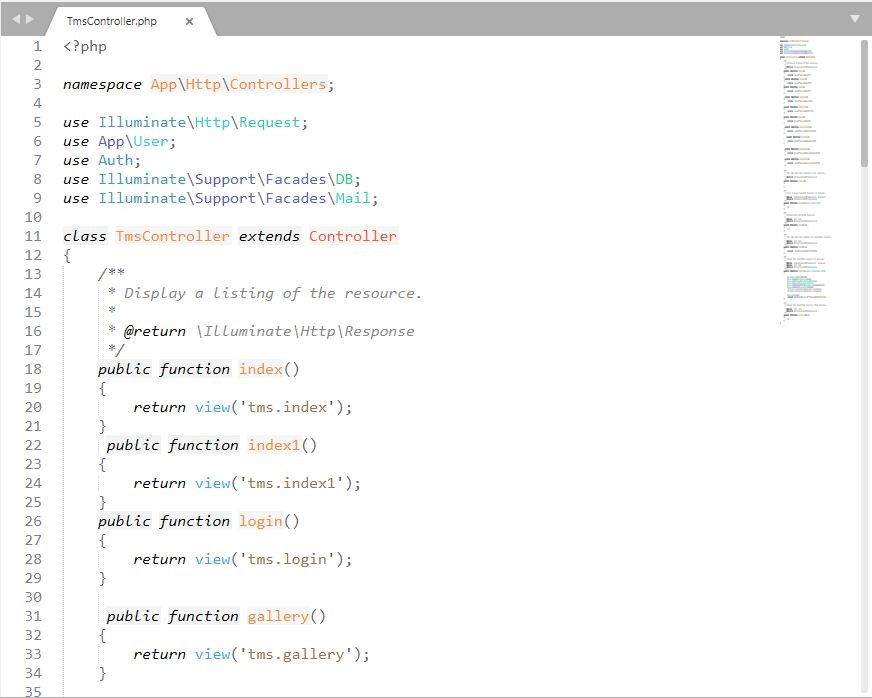 TmsController.php ×
1 <?php
2
3 namespace App\Http\Controllers;
4
5 use Illuminate\Http\Request;
6 use App\User;
7 use Auth;
8 use Illuminate\Support\Facades\DB;
9 use Illuminate\Support\Facades\Mail;
10
11 class TmsController extends Controller
12 {
13     /**
14      * Display a listing of the resource.
15      *
16      * @return \Illuminate\Http\Response
17      */
18     public function index()
19     {
20         return view('tms.index');
21     }
22      public function index1()
23     {
24         return view('tms.index1');
25     }
26     public function login()
27     {
28         return view('tms.login');
29     }
30
31      public function gallery()
32     {
33         return view('tms.gallery');
34     }
35